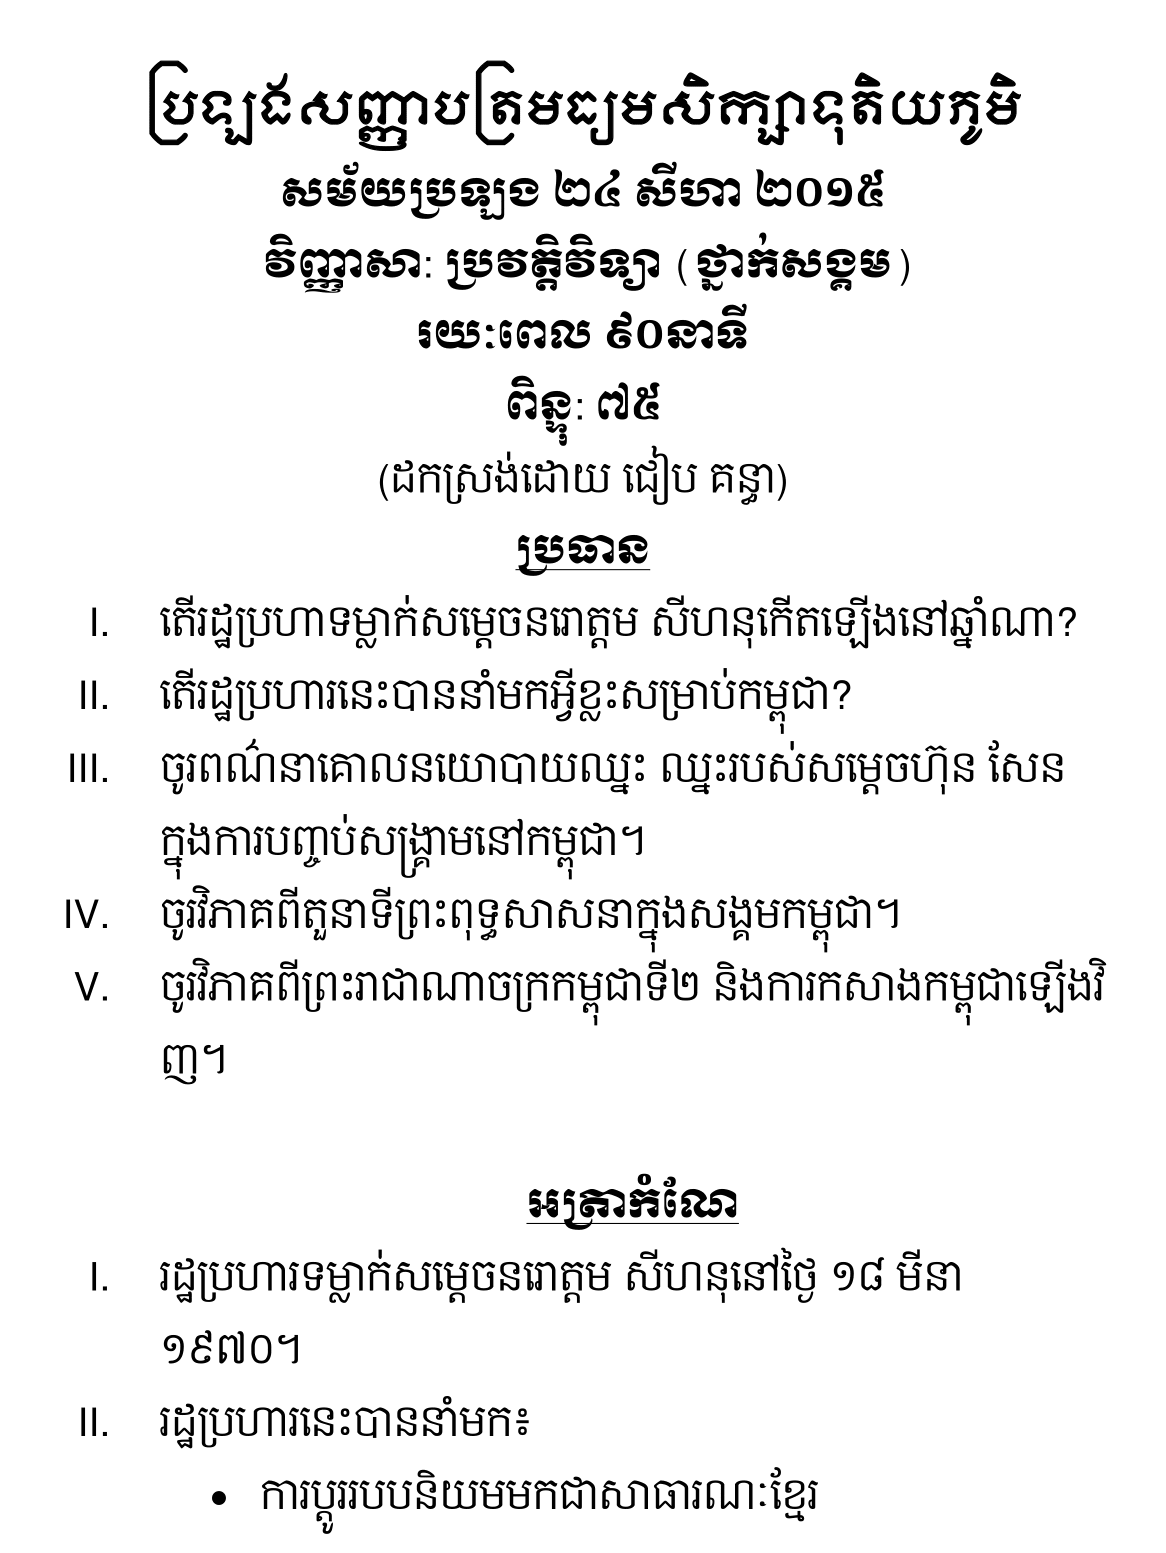 ប្រឡងសញ្ញាបត្រមធ្យមសិក្សាទុតិយភូមិ
សម័យប្រឡង ២៤ សីហា ២០១៥
វិញ្ញាសា: ប្រវត្តិវិទ្យា (ថ្នាក់សង្គម)
រយៈពេល ៩០នាទី
ពិន្ទុ: ៧៥
(ដកស្រង់ដោយ ជៀប គន្ធា)
ប្រធាន
I. តើរដ្ឋប្រហាទម្លាក់សម្តេចនរោត្តម សីហនុកើតឡើងនៅឆ្នាំណា?
II. តើរដ្ឋប្រហារនេះបាននាំមកអ្វីខ្លះសម្រាប់កម្ពុជា?
III. ចូរពណ៌នាគោលនយោបាយឈ្នះ ឈ្នះរបស់សម្តេចហ៊ុន សែន
ក្នុងការបញ្ចប់សង្គ្រាមនៅកម្ពុជា។
IV. ចូរវិភាគពីតួនាទីព្រះពុទ្ធសាសនាក្នុងសង្គមកម្ពុជា។
V. ចូរវិភាគពីព្រះរាជាណាចក្រកម្ពុជាទី២ និងការកសាងកម្ពុជាឡើងវិ
ញ។
អត្រាកំណែ
I. រដ្ឋប្រហារទម្លាក់សម្តេចនរោត្តម សីហនុនៅថ្ងៃ ១៨ មីនា
១៩៧០។
II. រដ្ឋប្រហារនេះបាននាំមក៖
• ការប្តូររបបនិយមមកជាសាធារណៈខ្មែរ